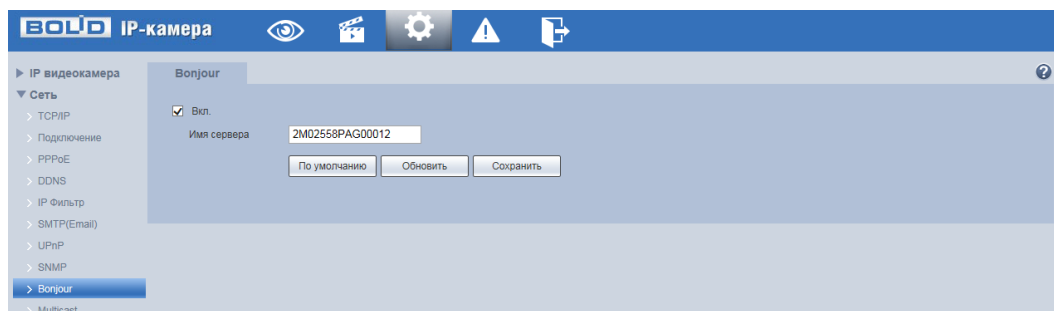 BOLID IP-камера
IP видеокамера
Сеть
TCP/IP
Подключение
PPPoE
DDNS
IP Фильтр
SMTP(Email)
UPnP
SNMP
Bonjour
Multicast
Bonjour
?
Вкл.
Имя сервера 2M02558PAG00012
По умолчанию Обновить Сохранить